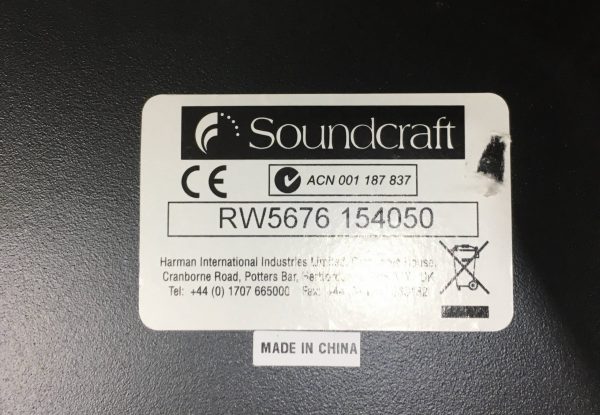 Soundcraft
CE
ACN 001 187 837
RW5676 154050
Harman International Industries Limited,
Cranborne Road, Potters Bar,
Tel: +44 (0) 1707 665000
MADE IN CHINA